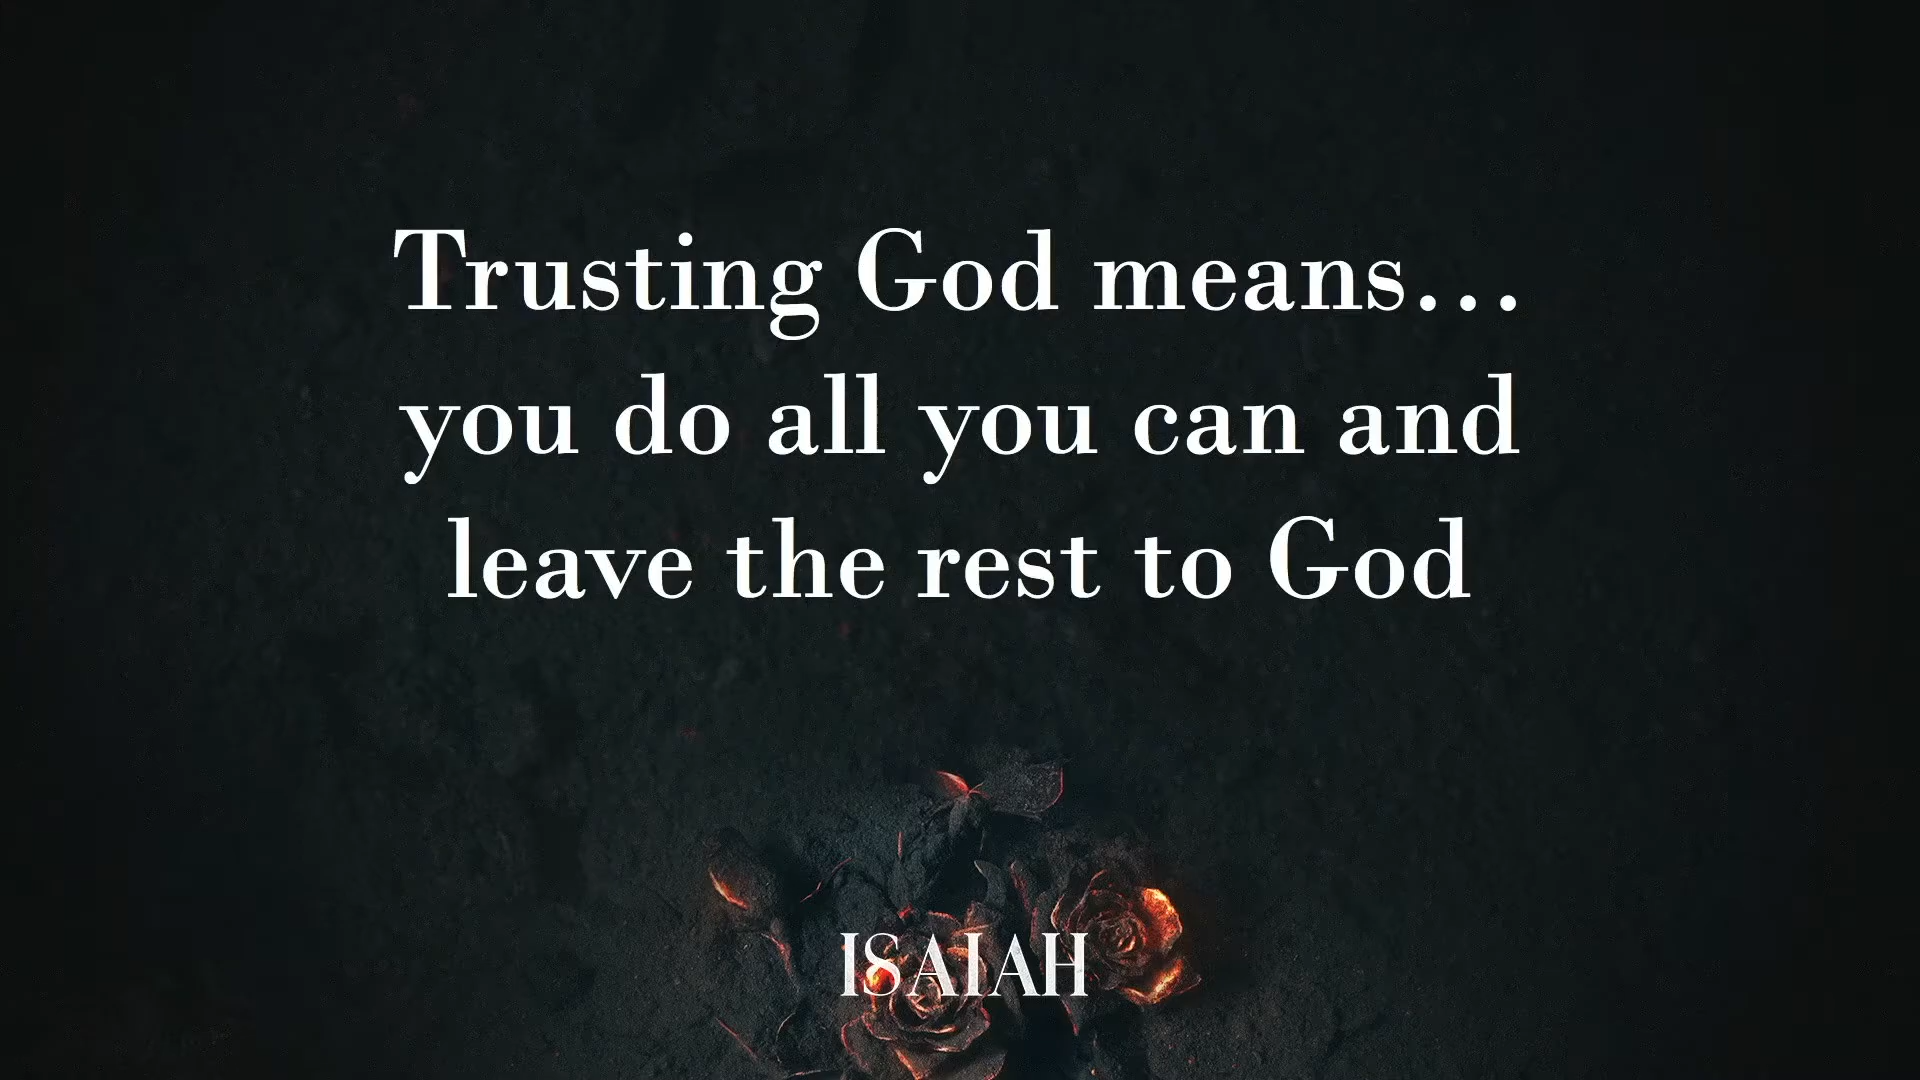 Trusting God means...
you do all you can and
leave the rest to God
ISAIAH